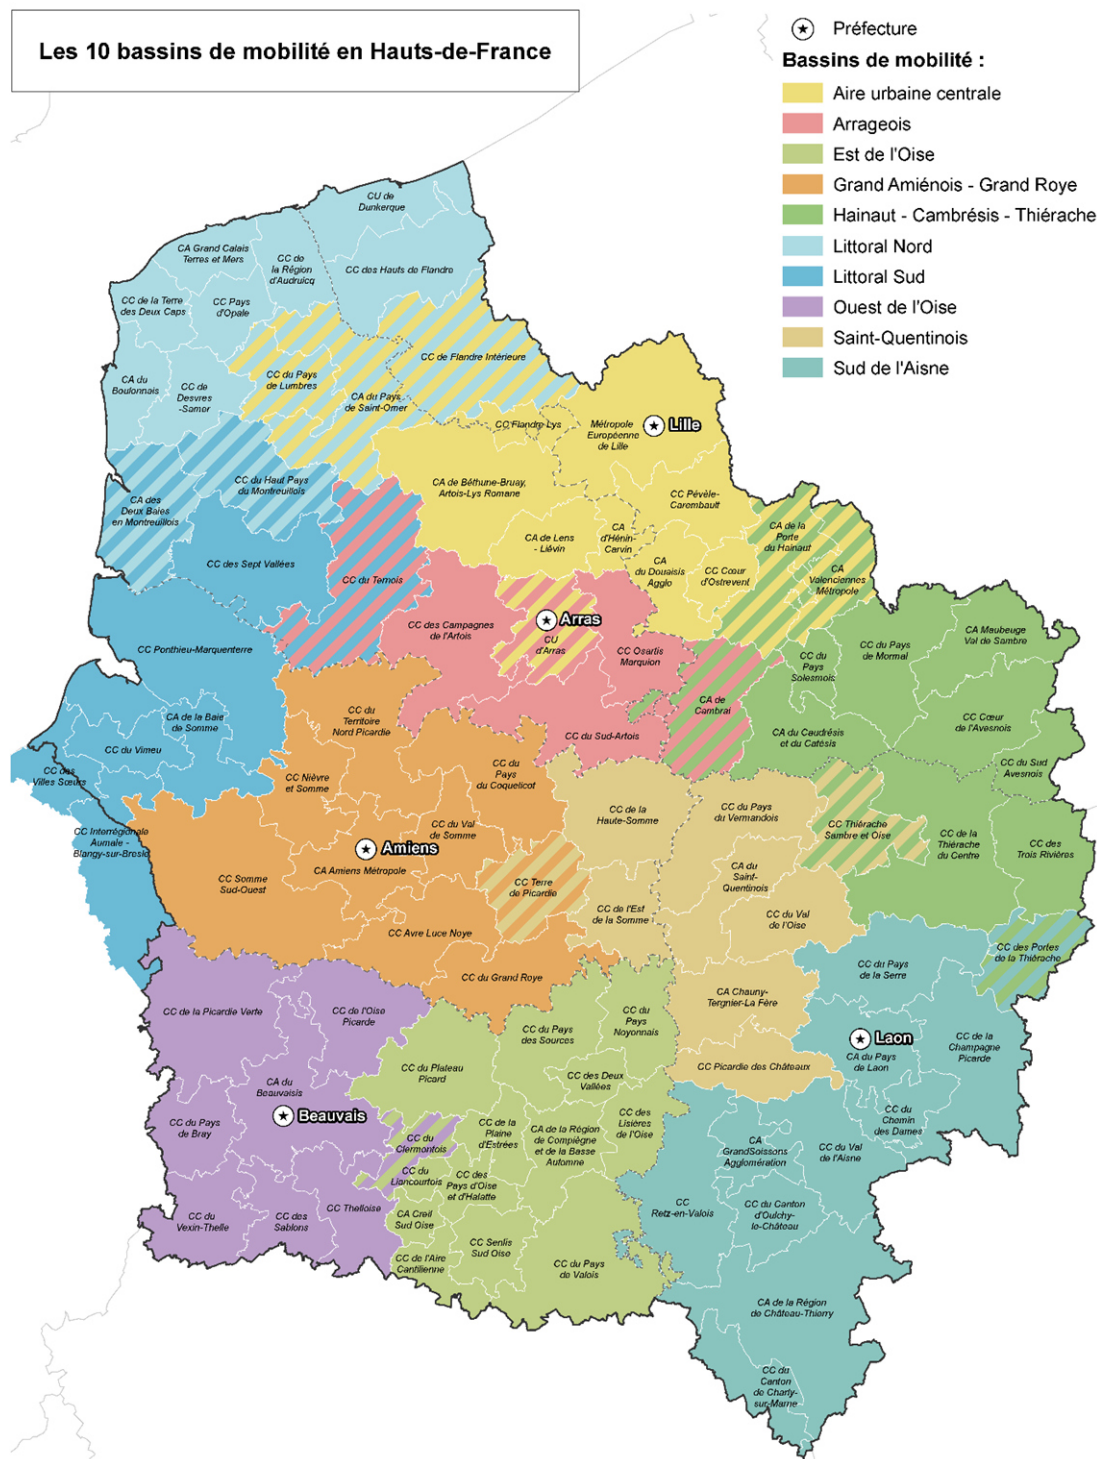 Les 10 bassins de mobilité en Hauts-de-France
Préfecture
Bassins de mobilité :
Aire urbaine centrale
Arrageois
Est de l'Oise
Grand Amiénois - Grand Roye
Hainaut - Cambrésis - Thiérache
Littoral Nord
Littoral Sud
Ouest de l'Oise
Saint-Quentinois
Sud de l'Aisne
CU de
Dunkerque
CA Grand Calais
Terres et Mers
CC de
la Région
d'Audruicq
CC des Hauts de Flandre
CC de la Terre
des Deux Caps
CC Pays
d'Opale
CC de Flandre Intérieure
CA du
Boulonnais
CC de
Desvres
-Samer
CC du Pays
de Lumbres
CA du Pays
de Saint-Omer
CC Flandre Lys
Métropole
Européenne
de Lille
Lille
CA des
Deux Baies
en Montreuillois
CC du Haut Pays
du Montreuillois
CA de Béthune-Bruay,
Artois-Lys Romane
CC Pévèle-
Carembault
CA de Lens
- Liévin
CA
d'Hénin-
Carvin
CA de la
Porte
du Hainaut
CC des Sept Vallées
CC du Ternois
CA
du Douaisis
Agglo
CC Cœur
d'Ostrevent
CA
Valenciennes
Métropole
CC des Campagnes
de l'Artois
Arras
CU
d'Arras
CC Osartis
Marquion
CC Ponthieu-Marquenterre
CC du
Pays
Solesmois
CC du Pays
de Mormal
CA Maubeuge
Val de Sambre
CA de
Cambrai
CC du
Territoire
Nord Picardie
CA de la Baie
de Somme
CC du Vimeu
CC du Sud-Artois
CA du Caudrésis
et du Catésis
CC Cœur
de l'Avesnois
CC des
Villes Sœurs
CC Nièvre
et Somme
CC du
Pays
du Coquelicot
CC du Sud
Avesnois
CC Interrégionale
Aumale -
Blangy-sur-Bresle
CC du Val
de Somme
CC de la
Haute-Somme
CC du Pays
du Vermandois
CC Thiérache
Sambre et Oise
CC de la
Thiérache
du Centre
CC des
Trois Rivières
Amiens
CA Amiens Métropole
CC Somme
Sud-Ouest
CC Terre
de Picardie
CA du
Saint-
Quentinois
CC de l'Est
de la Somme
CC du Val
de l'Oise
CC Avre Luce Noye
CC du Grand Roye
CC du Pays
de la Serre
CC des Portes
de la Thiérache
CC de la Picardie Verte
CC de l'Oise
Picarde
CC du Pays
des Sources
CC du
Pays
Noyonnais
CA Chauny-
Tergnier-La Fère
Laon
CA du Pays
de Laon
CC de la
Champagne
Picarde
CC du Plateau
Picard
CC des Deux
Vallées
CC Picardie des Châteaux
CA du
Beauvaisis
Beauvais
CC du Pays
de Bray
CC du
Clermontois
CC de la
Plaine
d'Estrées
CA de la Région
de Compiègne
et de la Basse
Automne
CC des
Lisières
de l'Oise
CC du
Chemin
des Dames
CA
GrandSoissons
Agglomération
CC du Val
de l'Aisne
CC du
Liancourtois
CC des
Pays d'Oise
et d'Halatte
CC du
Vexin-Thelle
CC des
Sablons
CC Thelloise
CA Creil
Sud Oise
CC
Retz-en-Valois
CC du Canton
d'Oulchy-
le-Château
CC de l'Aire
Cantilienne
CC Senlis
Sud Oise
CC du Pays
de Valois
CA de la Région
de Château-Thierry
CC du
Canton
de Charly-
sur-Marne